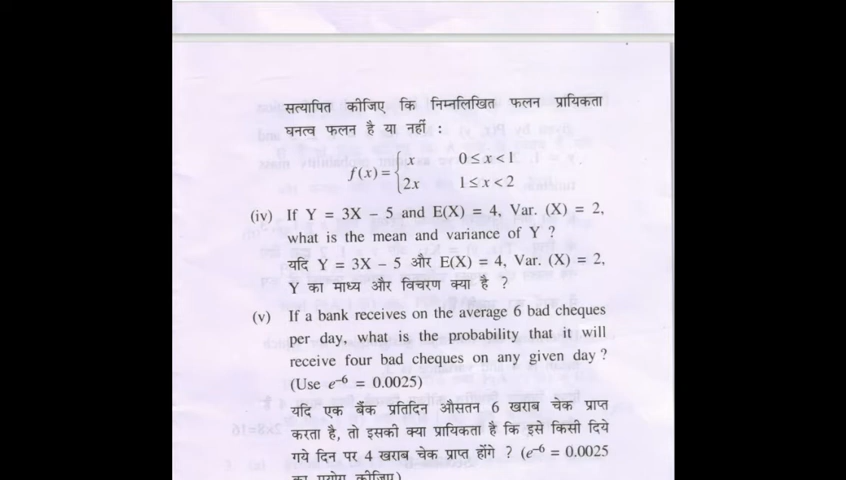 सत्यापित कीजिए कि निम्नलिखित फलन प्रायिकता
घनत्व फलन है या नहीं :
f(x) = { x 0 ≤ x < 1
2x 1 ≤ x < 2
(iv) If Y = 3X – 5 and E(X) = 4, Var. (X) = 2,
what is the mean and variance of Y ?
यदि Y = 3X – 5 और E(X) = 4, Var. (X) = 2,
Y का माध्य और विचरण क्या है ?
(v) If a bank receives on the average 6 bad cheques
per day, what is the probability that it will
receive four bad cheques on any given day ?
(Use e⁻⁶ = 0.0025)
यदि एक बैंक प्रतिदिन औसतन 6 खराब चेक प्राप्त
करता है, तो इसकी क्या प्रायिकता है कि इसे किसी दिये
गये दिन पर 4 खराब चेक प्राप्त होंगे ? (e⁻⁶ = 0.0025
का प्रयोग कीजिए)